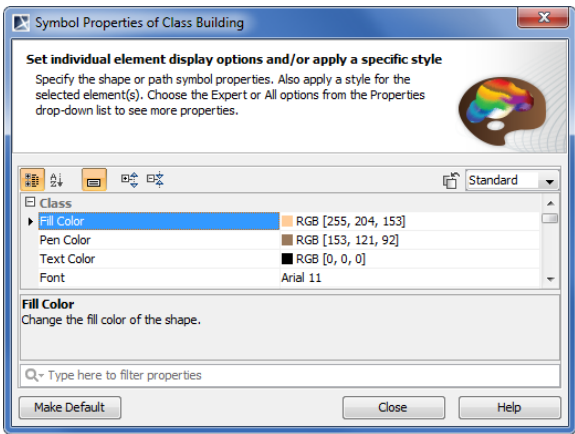 Symbol Properties of Class Building
Set individual element display options and/or apply a specific style
Specify the shape or path symbol properties. Also apply a style for the
selected element(s). Choose the Expert or All options from the Properties
drop-down list to see more properties.
Standard
Class
Fill Color RGB [255, 204, 153]
Pen Color RGB [153, 121, 92]
Text Color RGB [0, 0, 0]
Font Arial 11
Fill Color
Change the fill color of the shape.
Type here to filter properties
Make Default Close Help